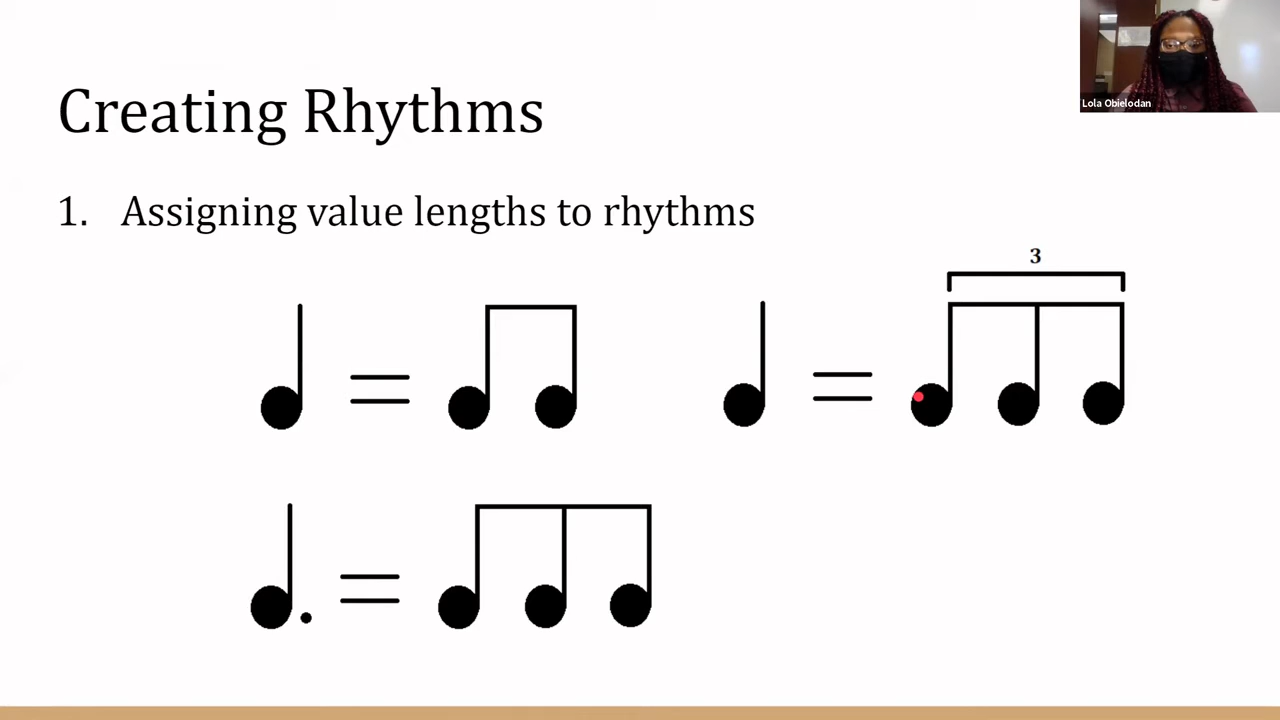 Lola Obielodan
Creating Rhythms
1. Assigning value lengths to rhythms
3